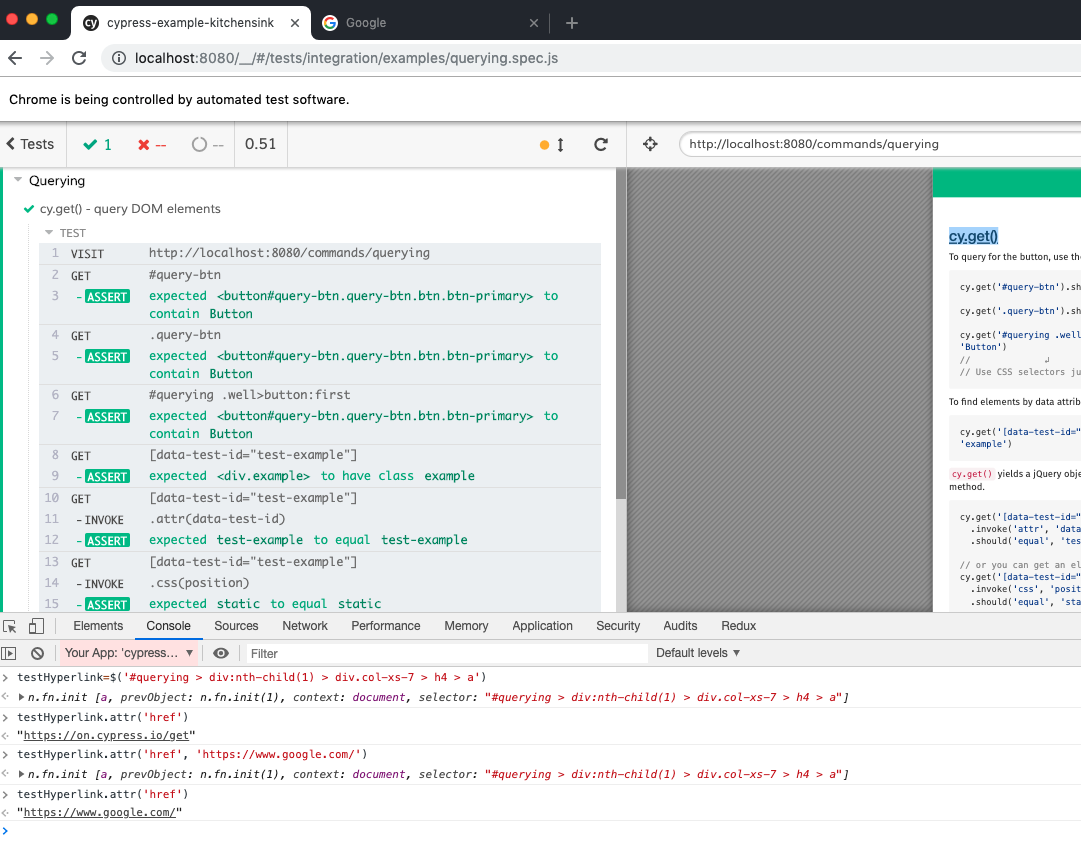 cypress-example-kitchensink
Google
localhost:8080/__/#/tests/integration/examples/querying.spec.js
Chrome is being controlled by automated test software.
Tests 1 -- -- 0.51 http://localhost:8080/commands/querying
Querying
cy.get() - query DOM elements
TEST
1 VISIT http://localhost:8080/commands/querying
2 GET #query-btn
3 -ASSERT expected <button#query-btn.query-btn.btn.btn-primary> to
contain Button
4 GET .query-btn
5 -ASSERT expected <button#query-btn.query-btn.btn.btn-primary> to
contain Button
6 GET #querying .well>button:first
7 -ASSERT expected <button#query-btn.query-btn.btn.btn-primary> to
contain Button
8 GET [data-test-id="test-example"]
9 -ASSERT expected <div.example> to have class example
10 GET [data-test-id="test-example"]
11 -INVOKE .attr(data-test-id)
12 -ASSERT expected test-example to equal test-example
13 GET [data-test-id="test-example"]
14 -INVOKE .css(position)
15 -ASSERT expected static to equal static
cy.get()
To query for the button, use the
cy.get('#query-btn').sh
cy.get('.query-btn').sh
cy.get('#querying .well
'Button')
// ↲
// Use CSS selectors ju
To find elements by data attrib
cy.get('[data-test-id="
'example')
cy.get() yields a jQuery obje
method.
cy.get('[data-test-id="
.invoke('attr', 'data
.should('equal', 'tes
// or you can get an el
cy.get('[data-test-id="
.invoke('css', 'posit
.should('equal', 'sta
Elements Console Sources Network Performance Memory Application Security Audits Redux
Your App: 'cypress... ▼ Filter Default levels ▼
testHyperlink=$('#querying > div:nth-child(1) > div.col-xs-7 > h4 > a')
n.fn.init [a, prevObject: n.fn.init(1), context: document, selector: "#querying > div:nth-child(1) > div.col-xs-7 > h4 > a"]
testHyperlink.attr('href')
"https://on.cypress.io/get"
testHyperlink.attr('href', 'https://www.google.com/')
n.fn.init [a, prevObject: n.fn.init(1), context: document, selector: "#querying > div:nth-child(1) > div.col-xs-7 > h4 > a"]
testHyperlink.attr('href')
"https://www.google.com/"